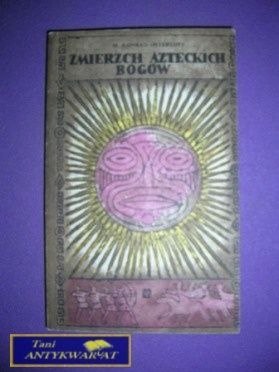 ZMIERZCH AZTECKICH
BOGÓW
Tani
ANTYKWARIAT